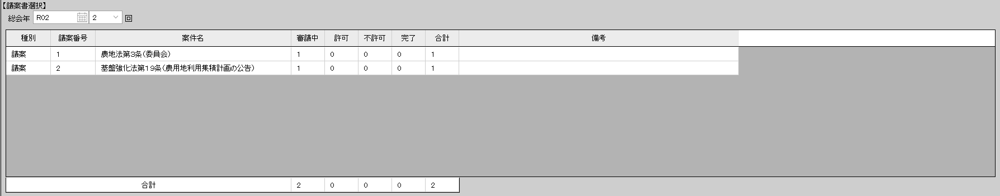 【議案書選択】
総会年 R02 2 回
種別 議案番号 案件名 審議中 許可 不許可 完了 合計 備考
議案 1 農地法第3条(委員会) 1 0 0 0 1
議案 2 基盤強化法第19条(農用地利用集積計画の公告) 1 0 0 0 1
合計 2 0 0 0 2